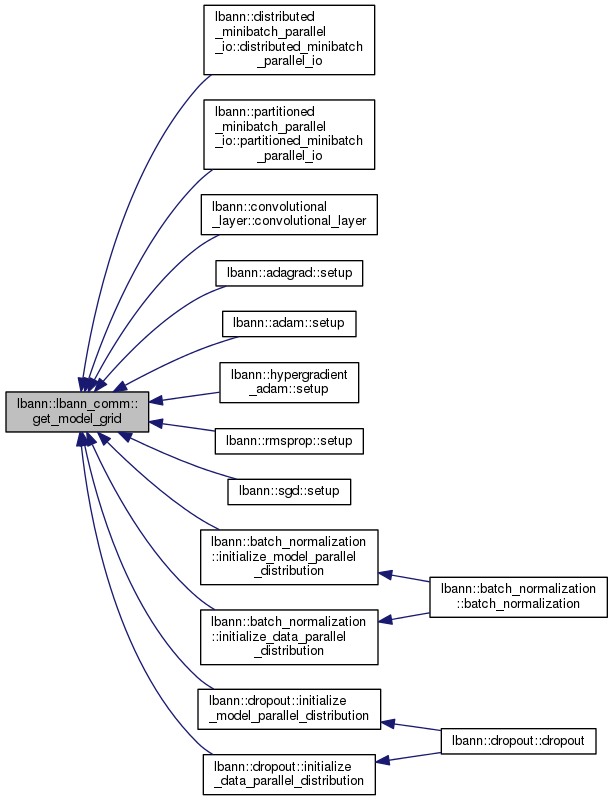 lbann::distributed
_minibatch_parallel
_io::distributed_minibatch
_parallel_io
lbann::partitioned
_minibatch_parallel
_io::partitioned_minibatch
_parallel_io
lbann::convolutional
_layer::convolutional_layer
lbann::adagrad::setup
lbann::adam::setup
lbann::hypergradient
_adam::setup
lbann::lbann_comm::
get_model_grid
lbann::rmsprop::setup
lbann::sgd::setup
lbann::batch_normalization
::initialize_model_parallel
_distribution
lbann::batch_normalization
::batch_normalization
lbann::batch_normalization
::initialize_data_parallel
_distribution
lbann::dropout::initialize
_model_parallel_distribution
lbann::dropout::dropout
lbann::dropout::initialize
_data_parallel_distribution